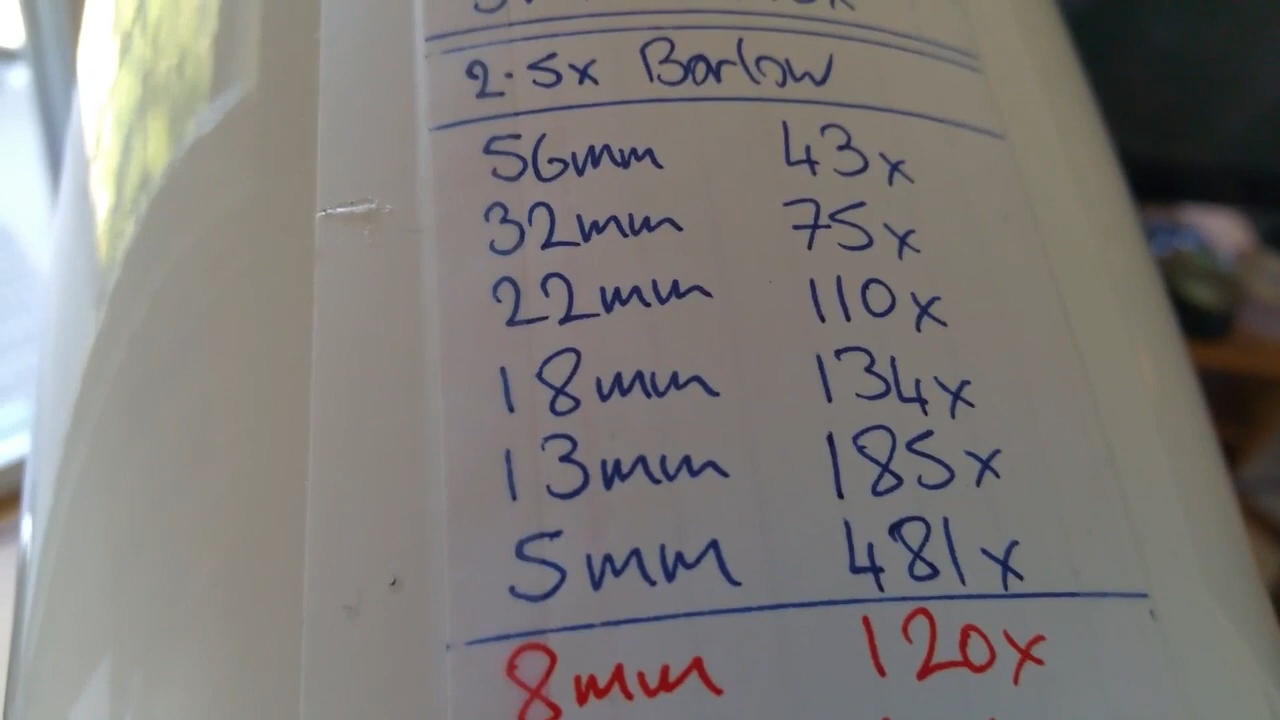 2.5x Barlow
56mm 43x
32mm 75x
22mm 110x
18mm 134x
13mm 185x
5mm 481x
8mm 120x